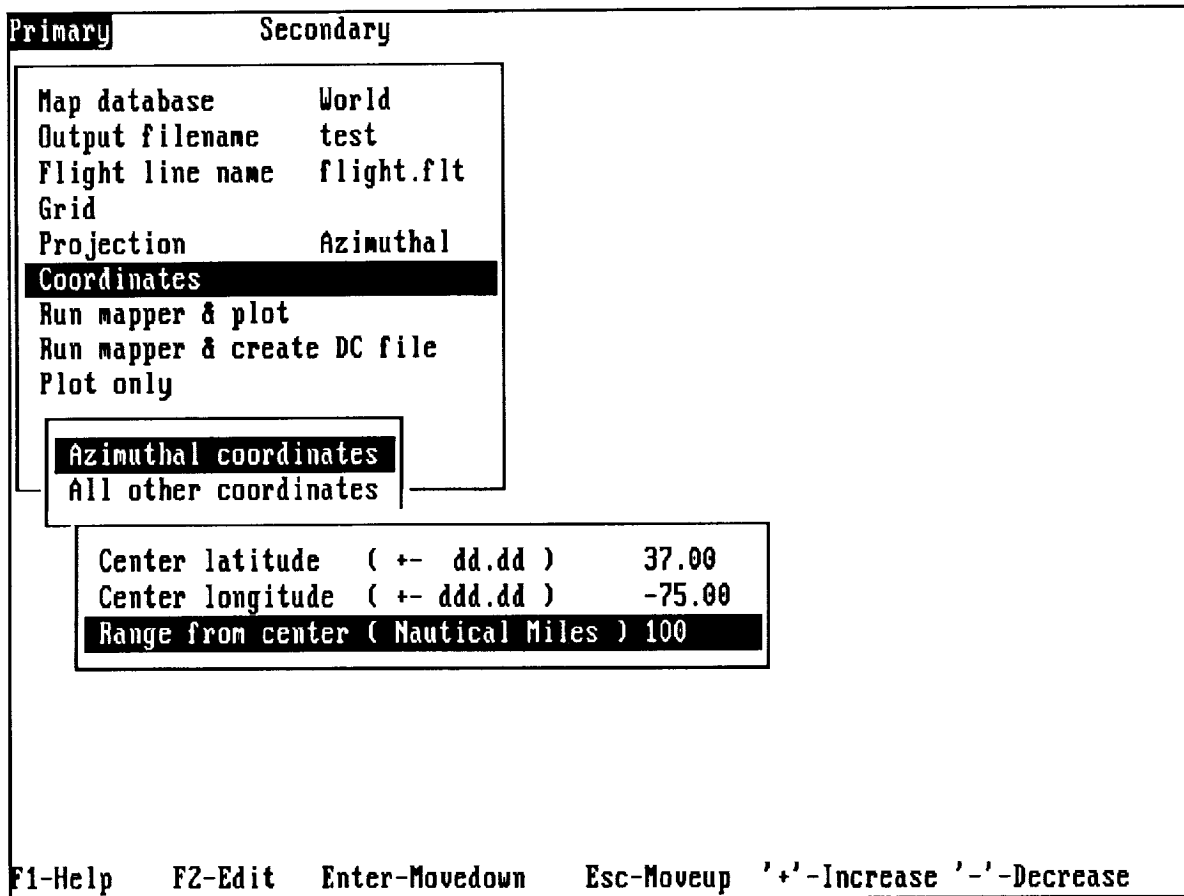 Primary Secondary
Map database World
Output filename test
Flight line name flight.flt
Grid
Projection Azimuthal
Coordinates
Run mapper & plot
Run mapper & create DC file
Plot only
Azimuthal coordinates
All other coordinates
Center latitude ( +- dd.dd ) 37.00
Center longitude ( +- ddd.dd ) -75.00
Range from center ( Nautical Miles ) 100
F1-Help F2-Edit Enter-Movedown Esc-Moveup '+'-Increase '-'-Decrease